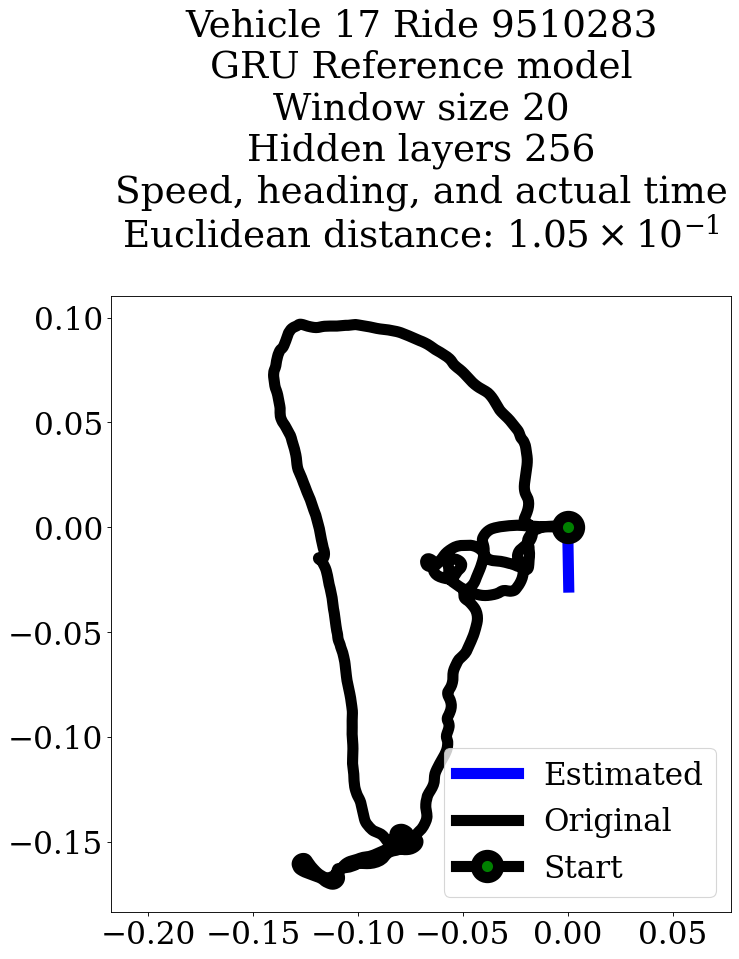 Vehicle 17 Ride 9510283
GRU Reference model
Window size 20
Hidden layers 256
Speed, heading, and actual time
Euclidean distance: 1.05 × 10⁻¹
0.10
0.05
0.00
−0.05
−0.10
−0.15
Estimated
Original
Start
−0.20 −0.15 −0.10 −0.05 0.00 0.05